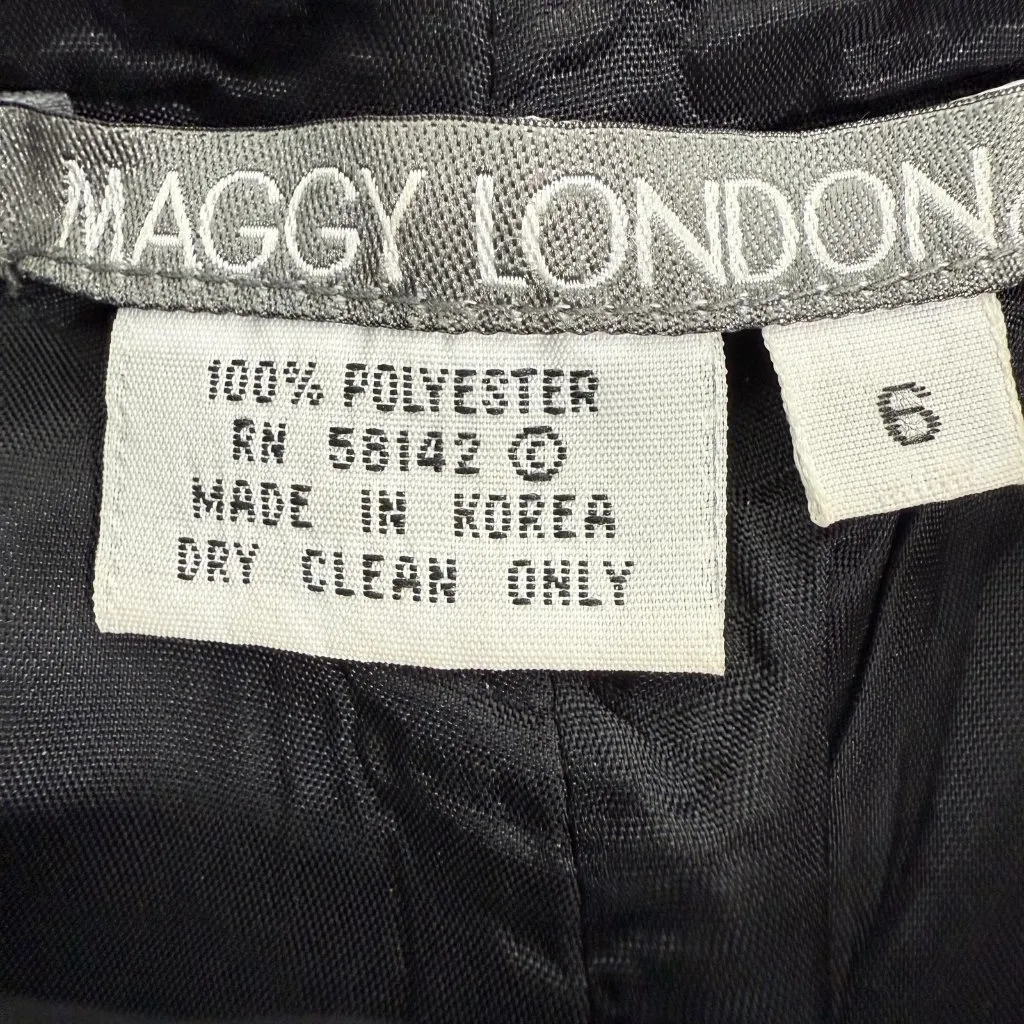 MAGGY LONDON
100% POLYESTER
RN 58142 ©
MADE IN KOREA
DRY CLEAN ONLY
6